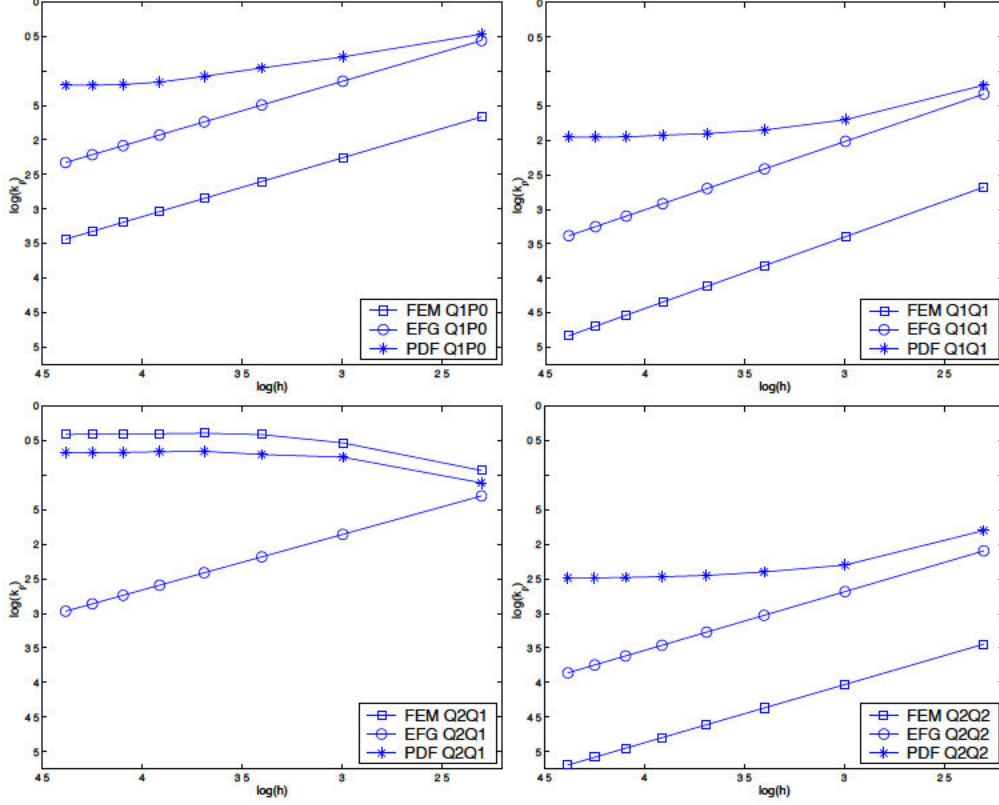 0
0 5
5
2
2 5
3
3 5
4
4 5
5
log(k_p)
4 5 4 3 5 3 2 5
log(h)
FEM Q1P0
EFG Q1P0
PDF Q1P0
0
0 5
5
2
2 5
3
3 5
4
4 5
5
log(k_p)
4 5 4 3 5 3 2 5
log(h)
FEM Q1Q1
EFG Q1Q1
PDF Q1Q1
0
0 5
5
2
2 5
3
3 5
4
4 5
5
log(k_p)
4 5 4 3 5 3 2 5
log(h)
FEM Q2Q1
EFG Q2Q1
PDF Q2Q1
0
0 5
5
2
2 5
3
3 5
4
4 5
5
log(k_p)
4 5 4 3 5 3 2 5
log(h)
FEM Q2Q2
EFG Q2Q2
PDF Q2Q2